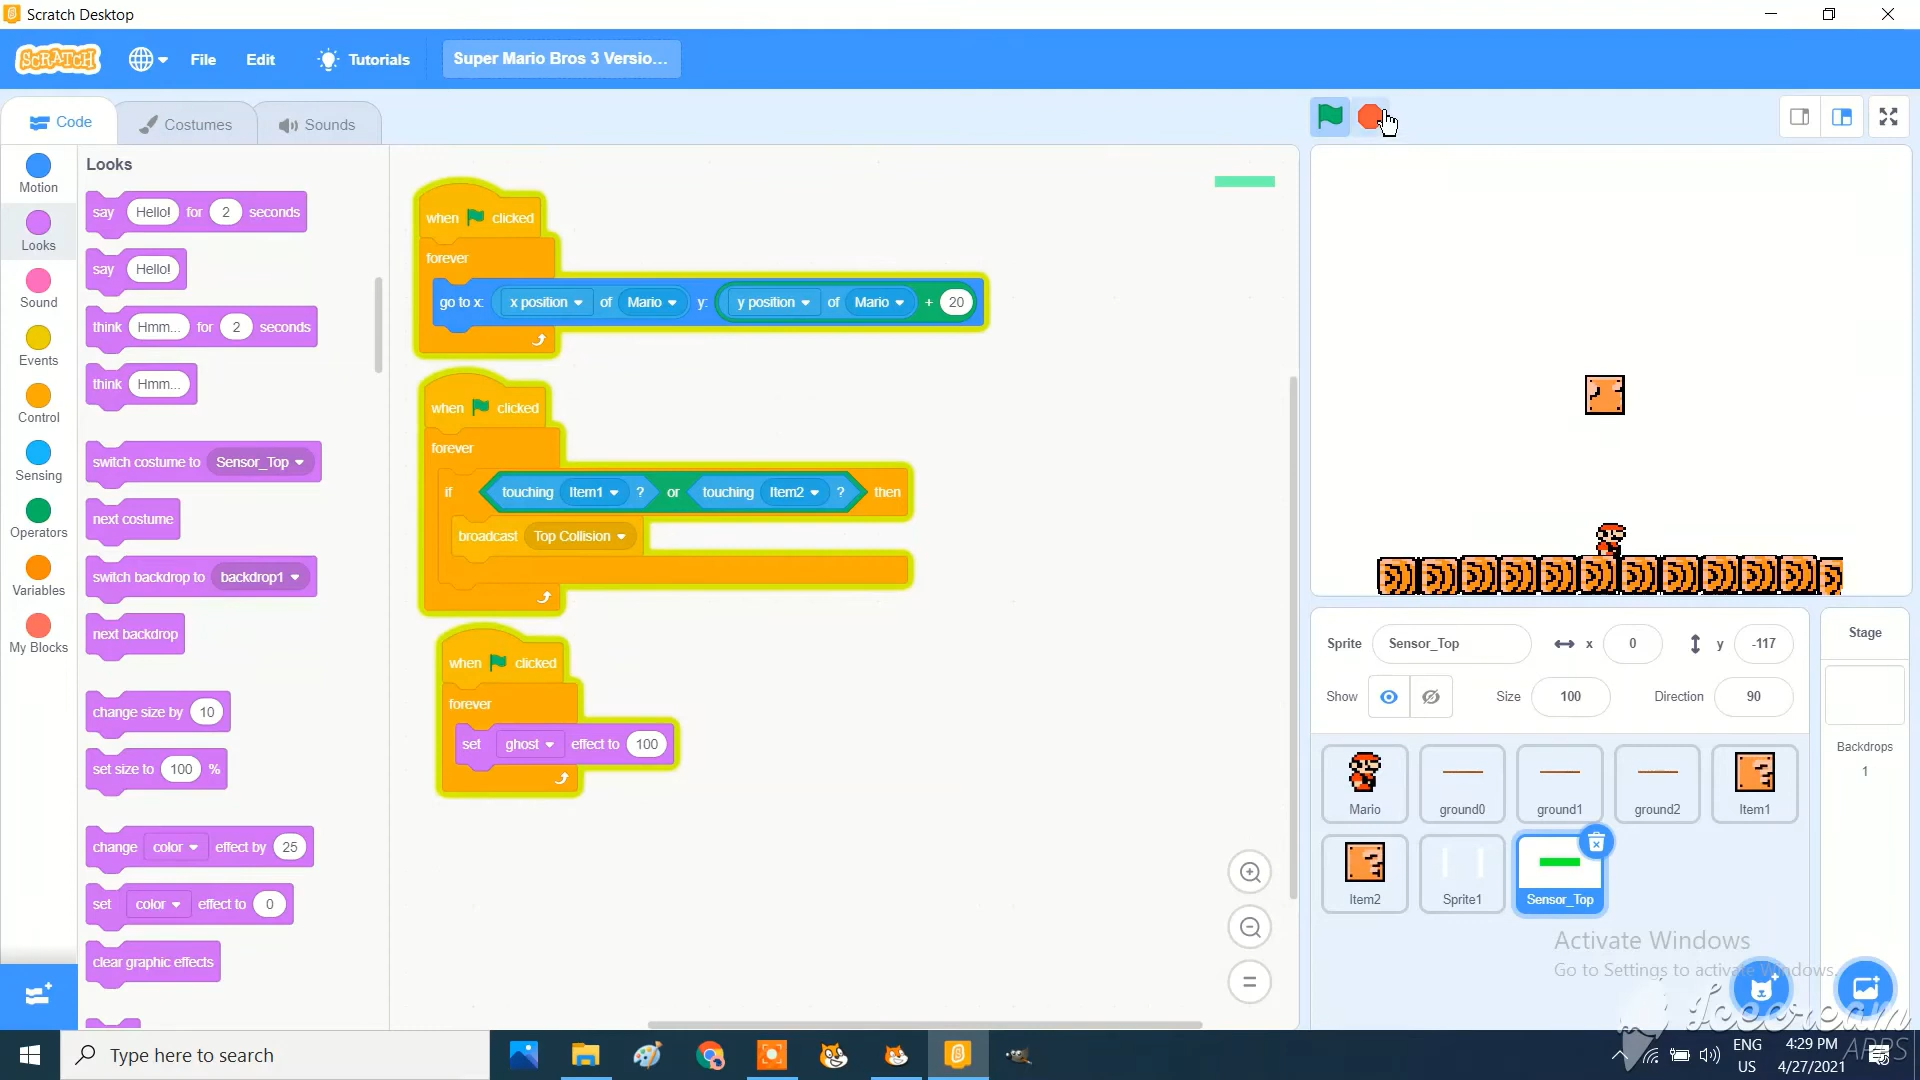 Scratch Desktop
SCRATCH
File
Edit
Tutorials
Super Mario Bros 3 Versio...
Code
Costumes
Sounds
Motion
Looks
Sound
Events
Control
Sensing
Operators
Variables
My Blocks
Looks
say Hello! for 2 seconds
say Hello!
think Hmm... for 2 seconds
think Hmm...
switch costume to Sensor_Top
next costume
switch backdrop to backdrop1
next backdrop
change size by 10
set size to 100 %
change color effect by 25
set color effect to 0
clear graphic effects
when clicked
forever
go to x: x position of Mario y: y position of Mario + 20
when clicked
forever
if touching Item1 ? or touching Item2 ? then
broadcast Top Collision
when clicked
forever
set ghost effect to 100
Sprite Sensor_Top x 0 y -117
Show Size 100 Direction 90
Stage
Backdrops
1
Mario
ground0
ground1
ground2
Item1
Item2
Sprite1
Sensor_Top
Activate Windows
Go to Settings to activate Windows.
Icecream
APPS
Type here to search
ENG
US
4:29 PM
4/27/2021